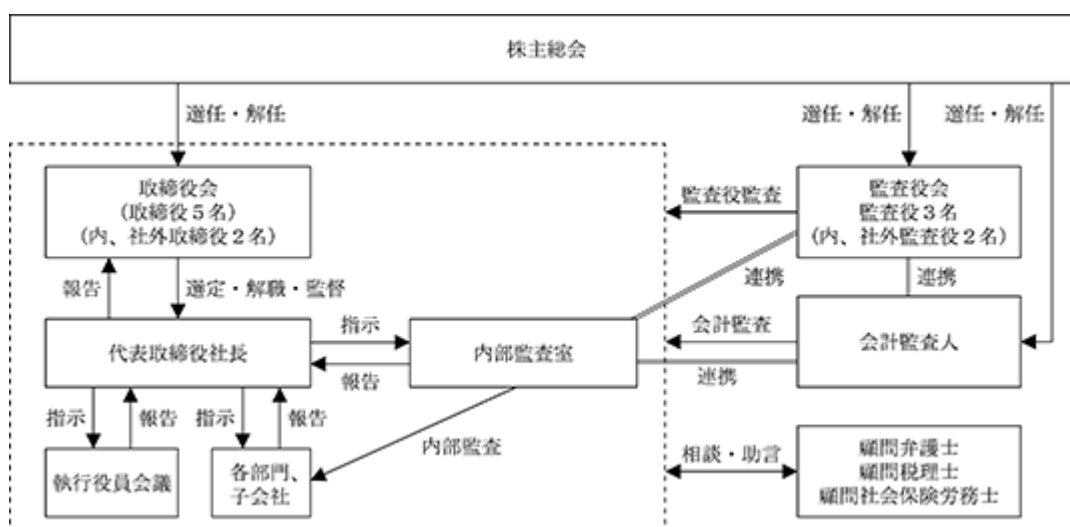 株主総会
選任・解任
選任・解任
選任・解任
取締役会
(取締役5名)
(内、社外取締役2名)
監査役監査
監査役会
監査役3名
(内、社外監査役2名)
報告
選定・解職・監督
連携
連携
代表取締役社長
指示
報告
内部監査室
会計監査
連携
会計監査人
指示
報告
指示
報告
内部監査
執行役員会議
各部門、
子会社
相談・助言
顧問弁護士
顧問税理士
顧問社会保険労務士